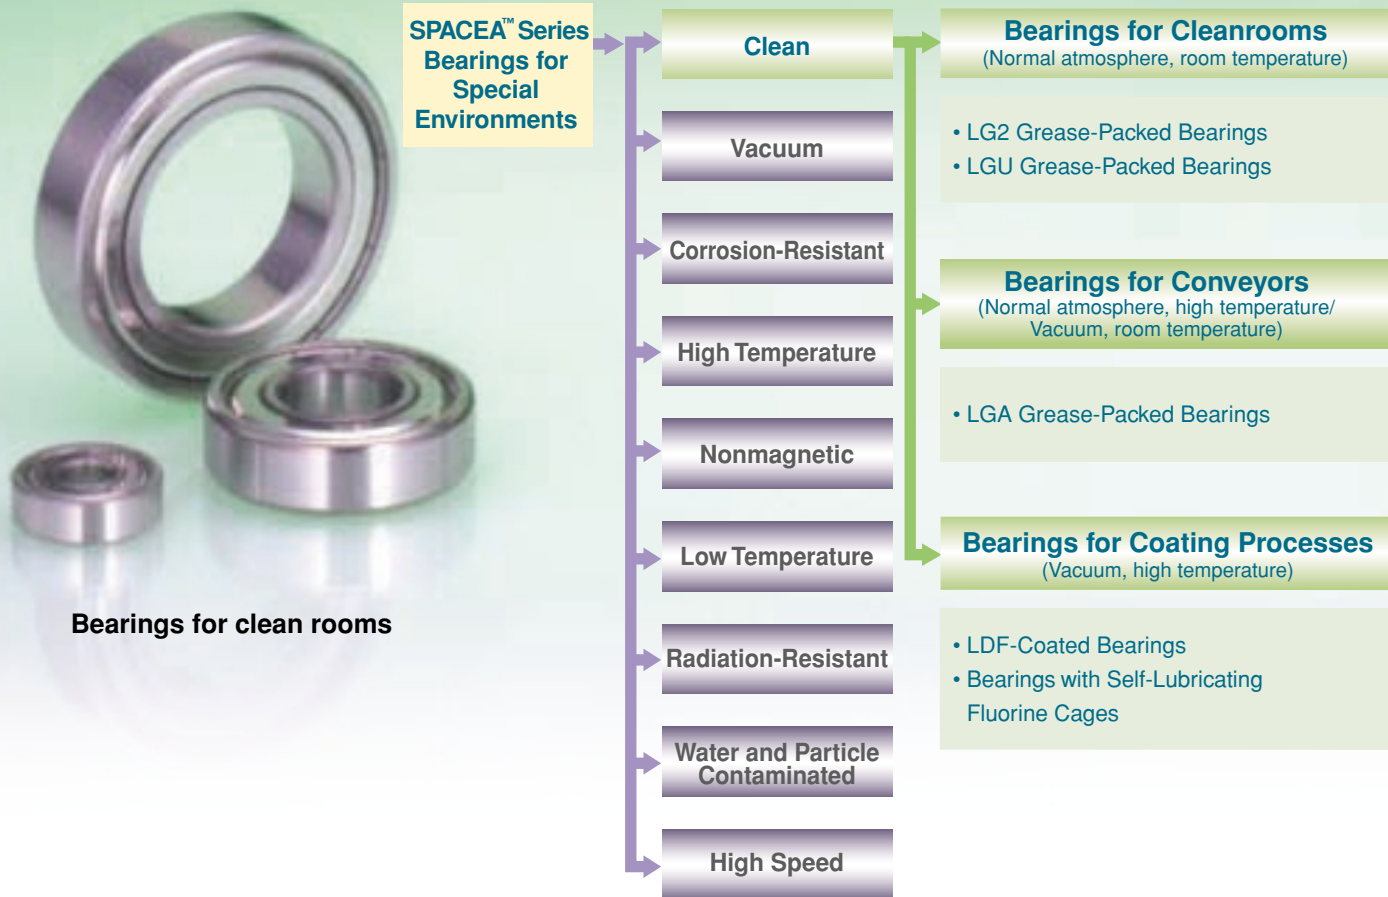 SPACEA™ Series
Bearings for
Special
Environments
Clean
Vacuum
Corrosion-Resistant
High Temperature
Nonmagnetic
Low Temperature
Radiation-Resistant
Water and Particle
Contaminated
High Speed
Bearings for Cleanrooms
(Normal atmosphere, room temperature)
• LG2 Grease-Packed Bearings
• LGU Grease-Packed Bearings
Bearings for Conveyors
(Normal atmosphere, high temperature/
Vacuum, room temperature)
• LGA Grease-Packed Bearings
Bearings for Coating Processes
(Vacuum, high temperature)
• LDF-Coated Bearings
• Bearings with Self-Lubricating
Fluorine Cages
Bearings for clean rooms